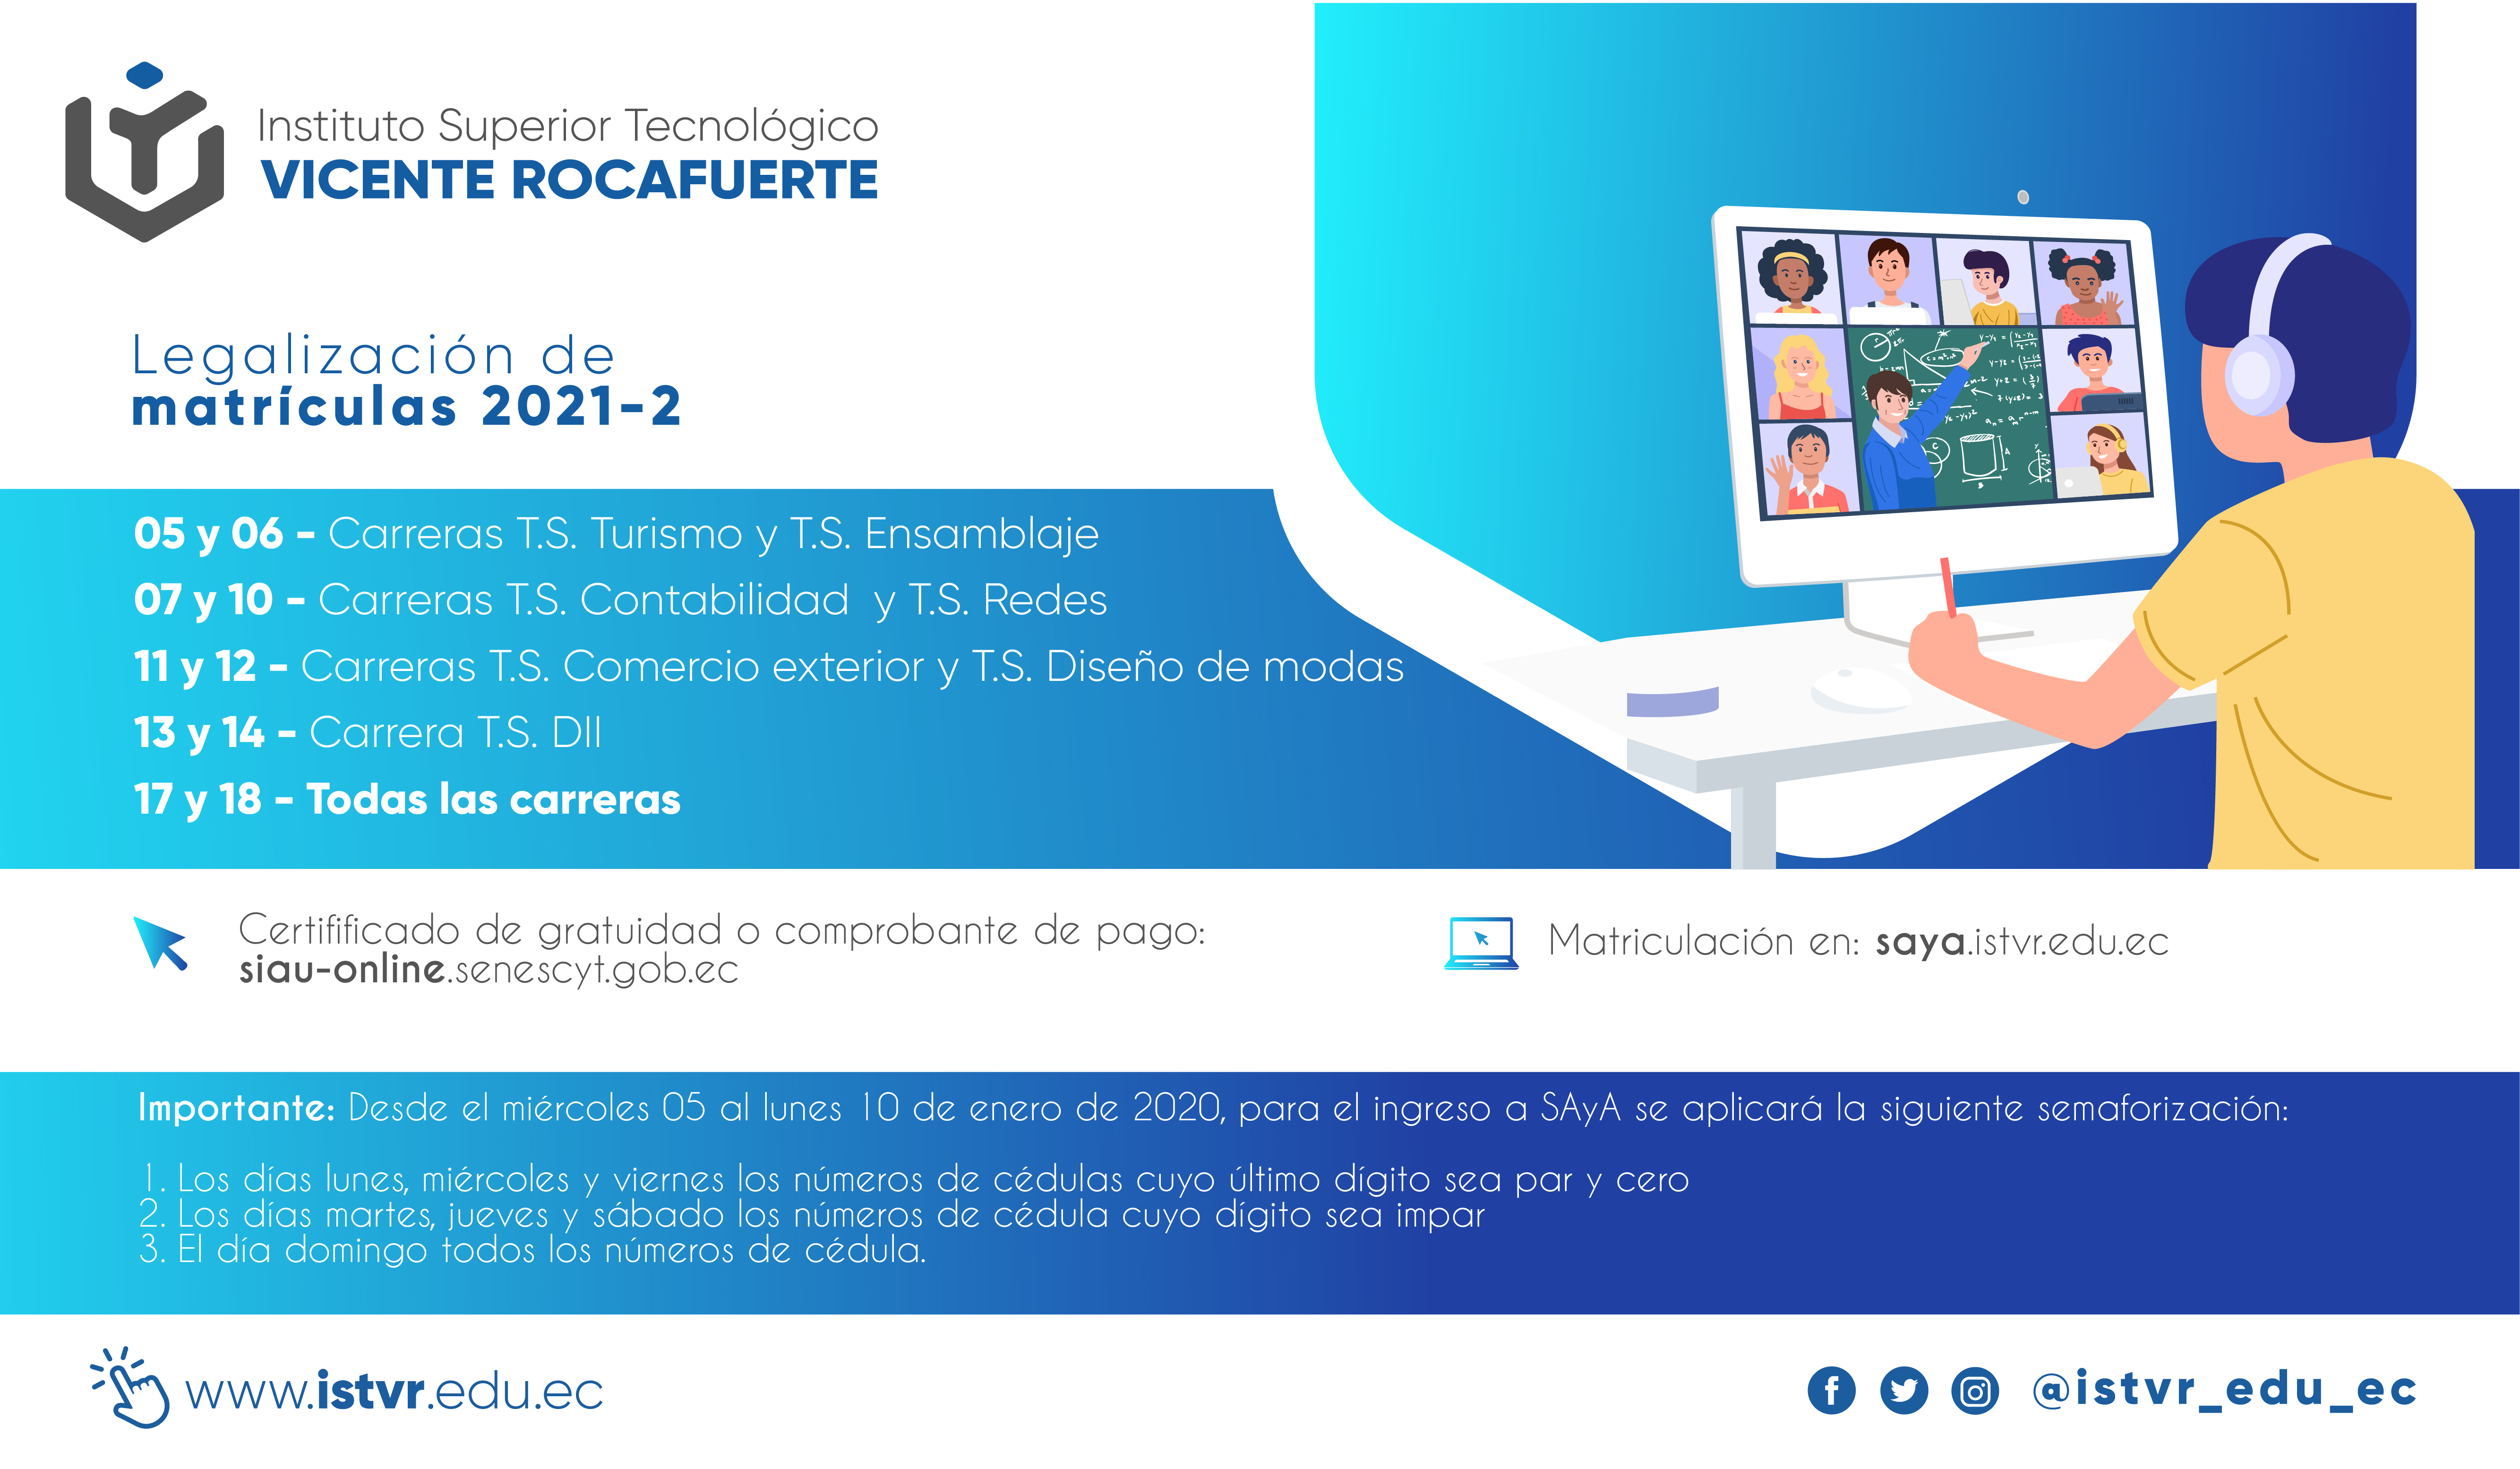 Instituto Superior Tecnológico
VICENTE ROCAFUERTE
Legalización de
matrículas 2021-2
05 y 06 - Carreras T.S. Turismo y T.S. Ensamblaje
07 y 10 - Carreras T.S. Contabilidad y T.S. Redes
11 y 12 - Carreras T.S. Comercio exterior y T.S. Diseño de modas
13 y 14 - Carrera T.S. DII
17 y 18 - Todas las carreras
Certifificado de gratuidad o comprobante de pago:
siau-online.senescyt.gob.ec
Matriculación en: saya.istvr.edu.ec
Importante: Desde el miércoles 05 al lunes 10 de enero de 2020, para el ingreso a SAyA se aplicará la siguiente semaforización:
1. Los días lunes, miércoles y viernes los números de cédulas cuyo último dígito sea par y cero
2. Los días martes, jueves y sábado los números de cédula cuyo dígito sea impar
3. El día domingo todos los números de cédula.
www.istvr.edu.ec
@istvr_edu_ec